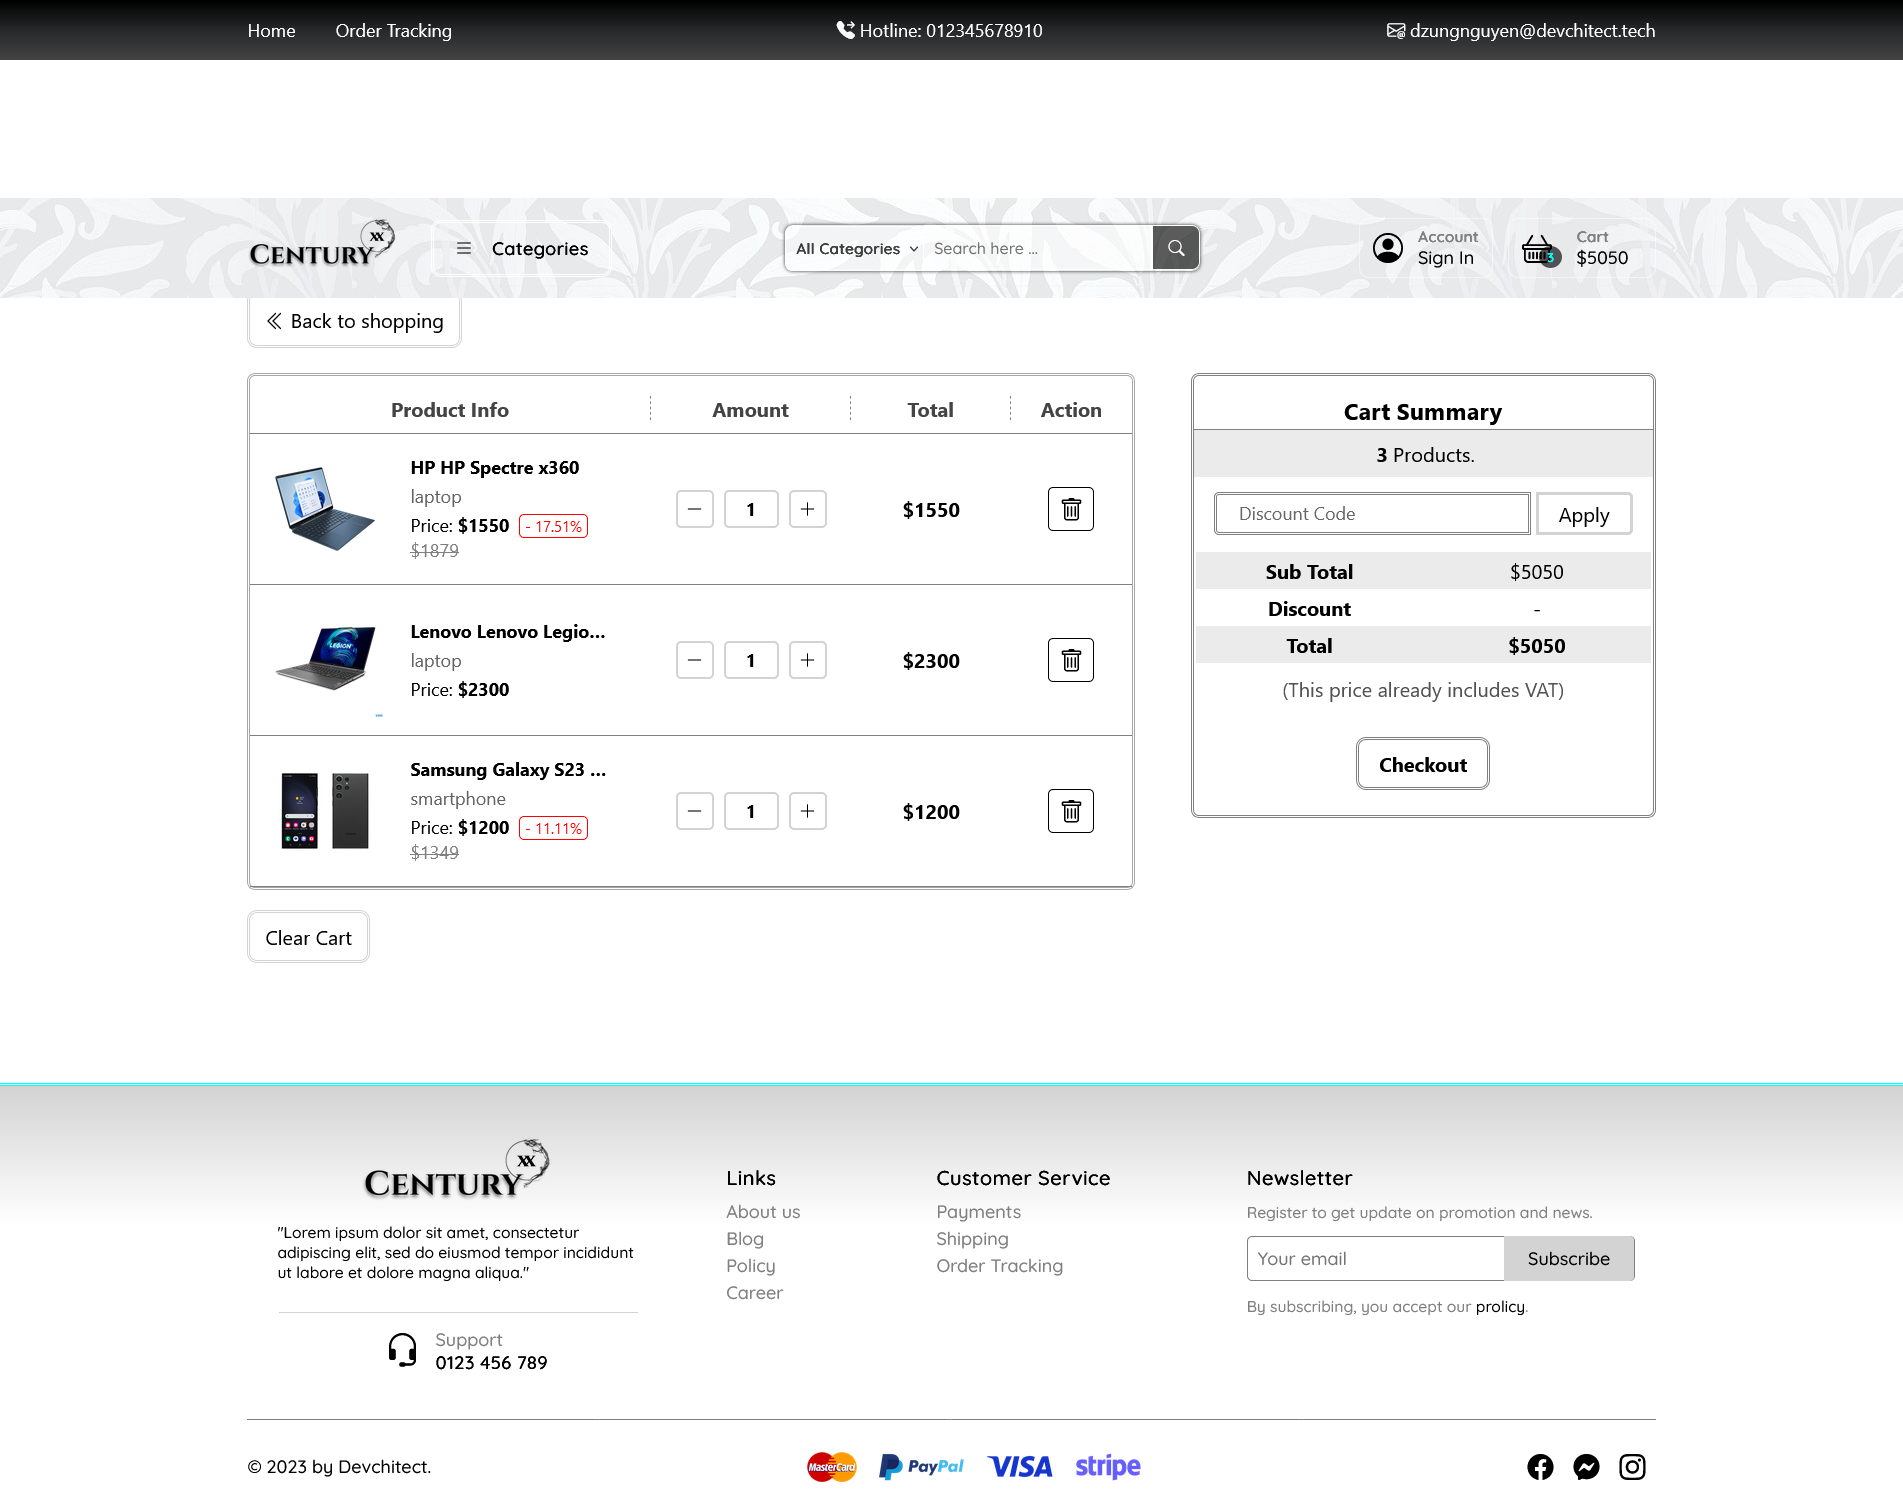 Home Order Tracking Hotline: 012345678910 dzungnguyen@devchitect.tech
CENTURY XX Categories All Categories Search here ... Account Sign In 3 Cart $5050
Back to shopping
Product Info Amount Total Action
HP HP Spectre x360
laptop
Price: $1550 - 17.51%
$1879
1 $1550
Lenovo Lenovo Legio...
laptop
Price: $2300
1 $2300
LEGION
Samsung Galaxy S23 ...
smartphone
Price: $1200 - 11.11%
$1349
1 $1200
Clear Cart
Cart Summary
3 Products.
Discount Code Apply
Sub Total $5050
Discount -
Total $5050
(This price already includes VAT)
Checkout
CENTURY XX
"Lorem ipsum dolor sit amet, consectetur
adipiscing elit, sed do eiusmod tempor incididunt
ut labore et dolore magna aliqua."
Support
0123 456 789
Links
About us
Blog
Policy
Career
Customer Service
Payments
Shipping
Order Tracking
Newsletter
Register to get update on promotion and news.
Your email Subscribe
By subscribing, you accept our prolicy.
© 2023 by Devchitect. MasterCard PayPal VISA stripe